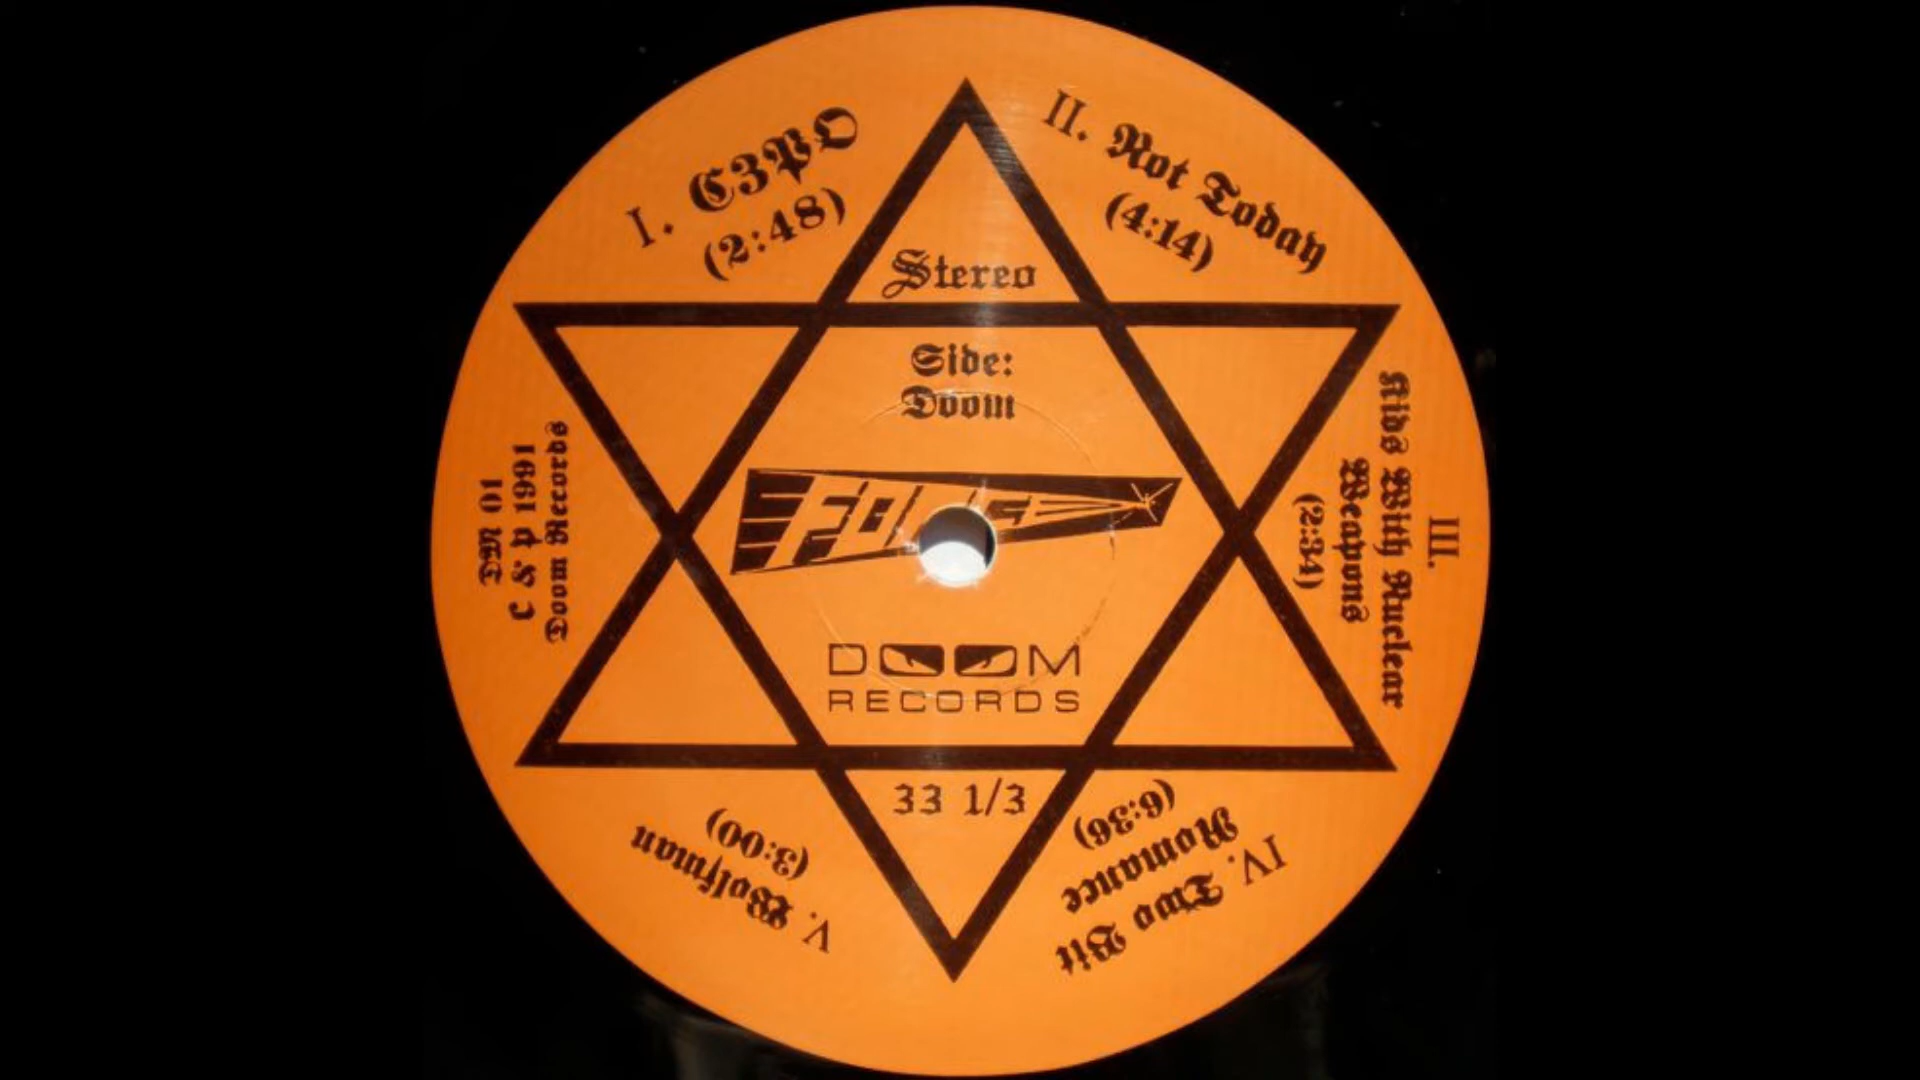 I. C3PO
(2:48)
II. Not Today
(4:14)
Stereo
Side:
Doom
III.
Kids With Nuclear
Weapons
(2:34)
DM 01
C & P 1991
Doom Records
DOOM
RECORDS
33 1/3
IV. Two Bit
Romance
(6:36)
V. Wolfman
(3:00)